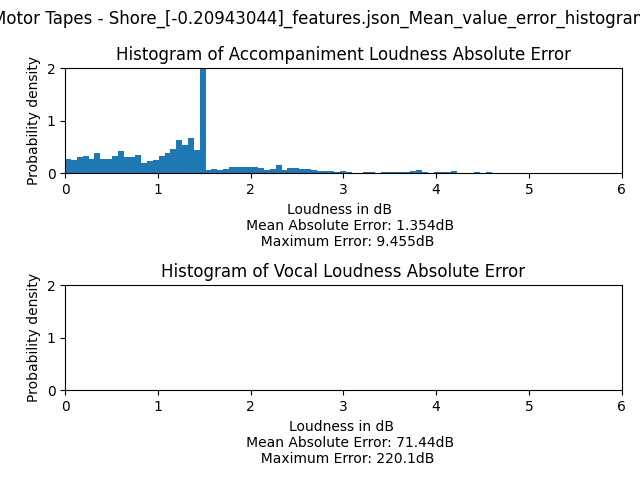 Motor Tapes - Shore_[-0.20943044]_features.json_Mean_value_error_histogram
Histogram of Accompaniment Loudness Absolute Error
Probability density
2
1
0
0 1 2 3 4 5 6
Loudness in dB
Mean Absolute Error: 1.354dB
Maximum Error: 9.455dB
Histogram of Vocal Loudness Absolute Error
Probability density
2
1
0
0 1 2 3 4 5 6
Loudness in dB
Mean Absolute Error: 71.44dB
Maximum Error: 220.1dB